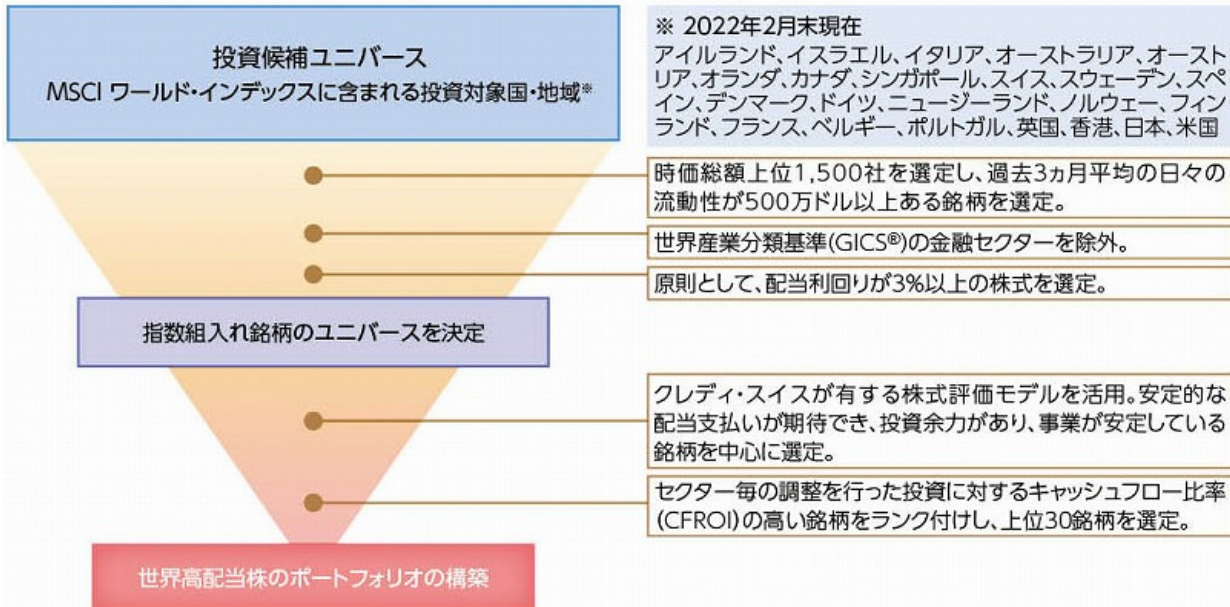 投資候補ユニバース
MSCI ワールド・インデックスに含まれる投資対象国・地域※
※ 2022年2月末現在
アイルランド、イスラエル、イタリア、オーストラリア、オースト
リア、オランダ、カナダ、シンガポール、スイス、スウェーデン、スペ
イン、デンマーク、ドイツ、ニュージーランド、ノルウェー、フィン
ランド、フランス、ベルギー、ポルトガル、英国、香港、日本、米国
時価総額上位1,500社を選定し、過去3ヵ月平均の日々の
流動性が500万ドル以上ある銘柄を選定。
世界産業分類基準(GICS®)の金融セクターを除外。
原則として、配当利回りが3%以上の株式を選定。
指数組入れ銘柄のユニバースを決定
クレディ・スイスが有する株式評価モデルを活用。安定的な
配当支払いが期待でき、投資余力があり、事業が安定している
銘柄を中心に選定。
セクター毎の調整を行った投資に対するキャッシュフロー比率
(CFROI)の高い銘柄をランク付けし、上位30銘柄を選定。
世界高配当株のポートフォリオの構築